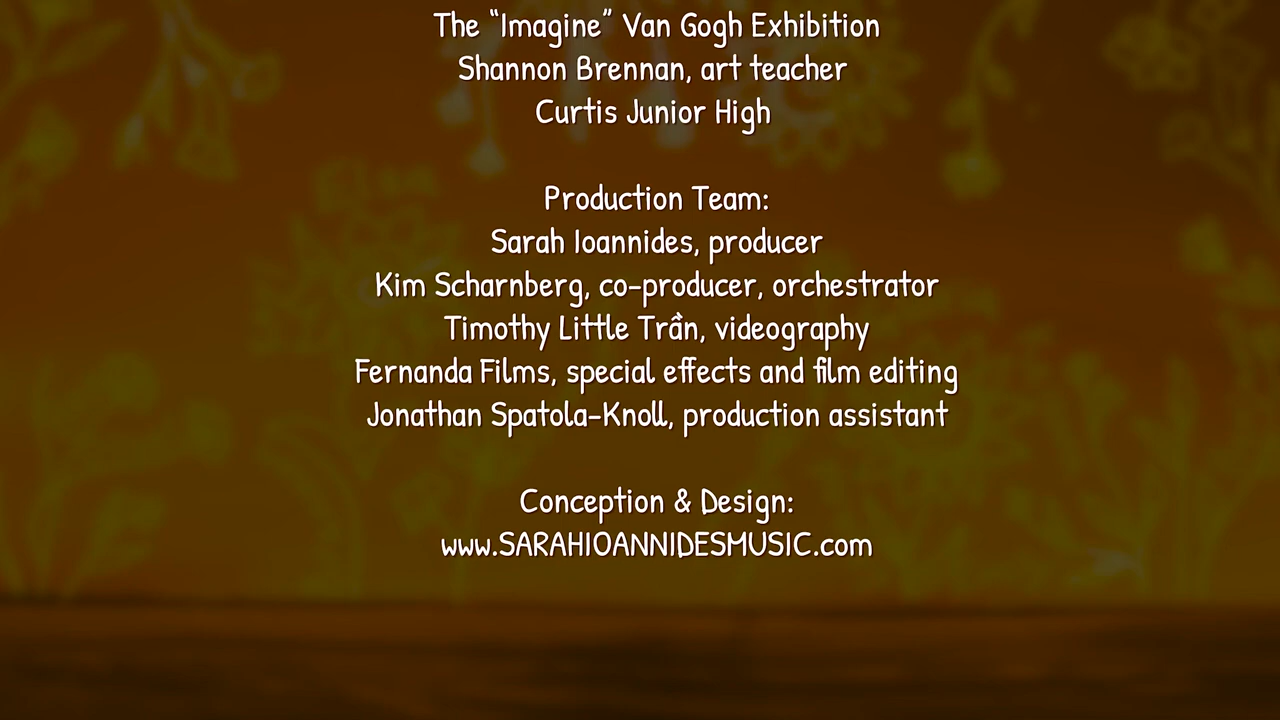 The “Imagine” Van Gogh Exhibition
Shannon Brennan, art teacher
Curtis Junior High
Production Team:
Sarah Ioannides, producer
Kim Scharnberg, co-producer, orchestrator
Timothy Little Trần, videography
Fernanda Films, special effects and film editing
Jonathan Spatola-Knoll, production assistant
Conception & Design:
www.SARAHIOANNIDESMUSIC.com